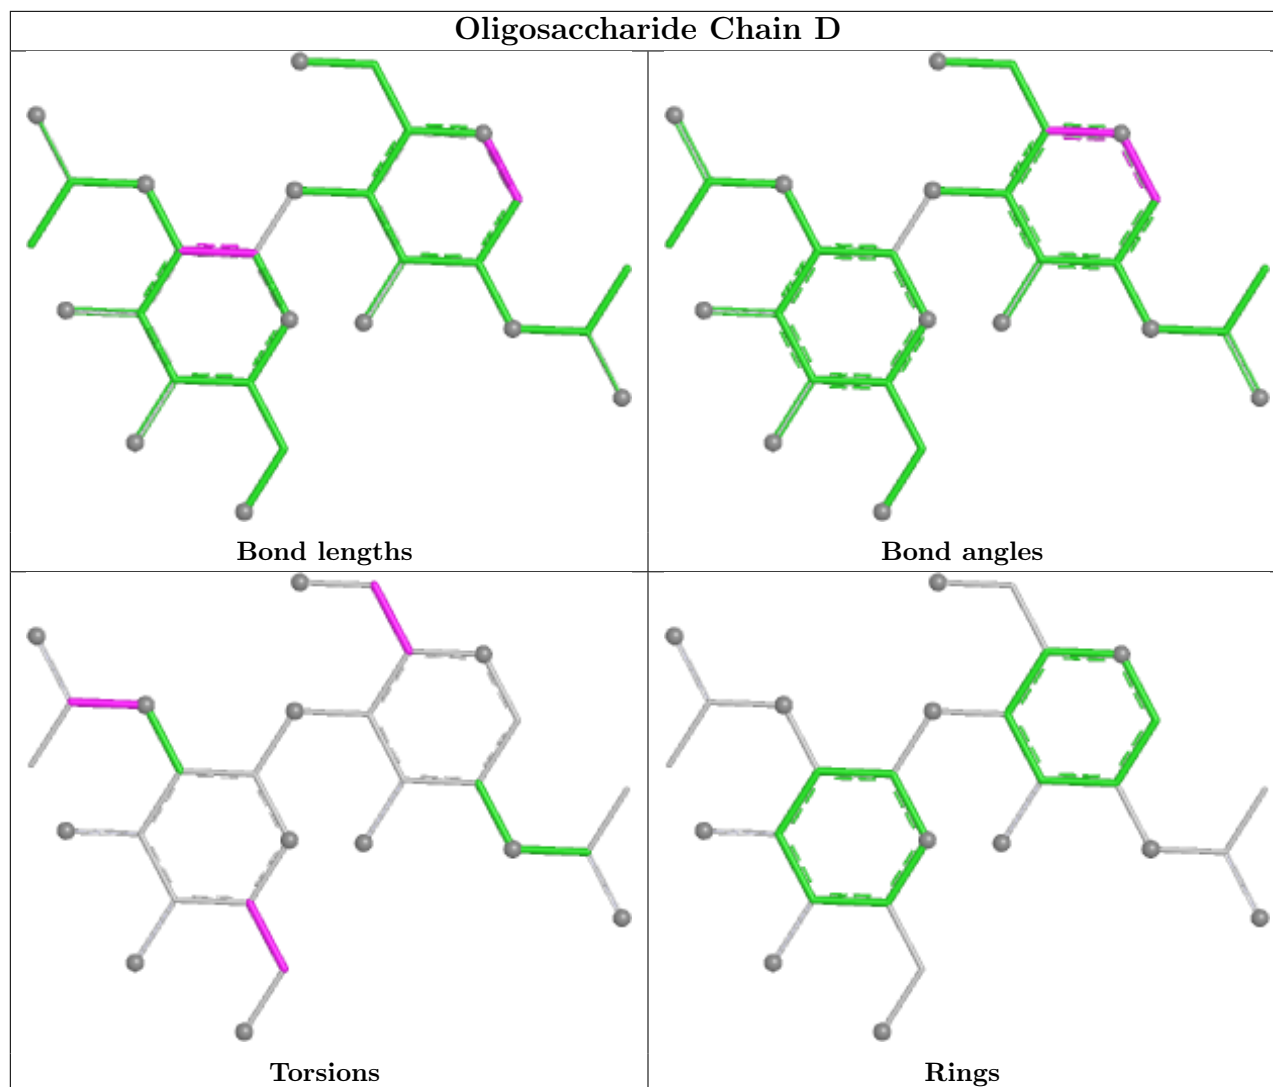 Oligosaccharide Chain D
Bond lengths
Bond angles
Torsions
Rings